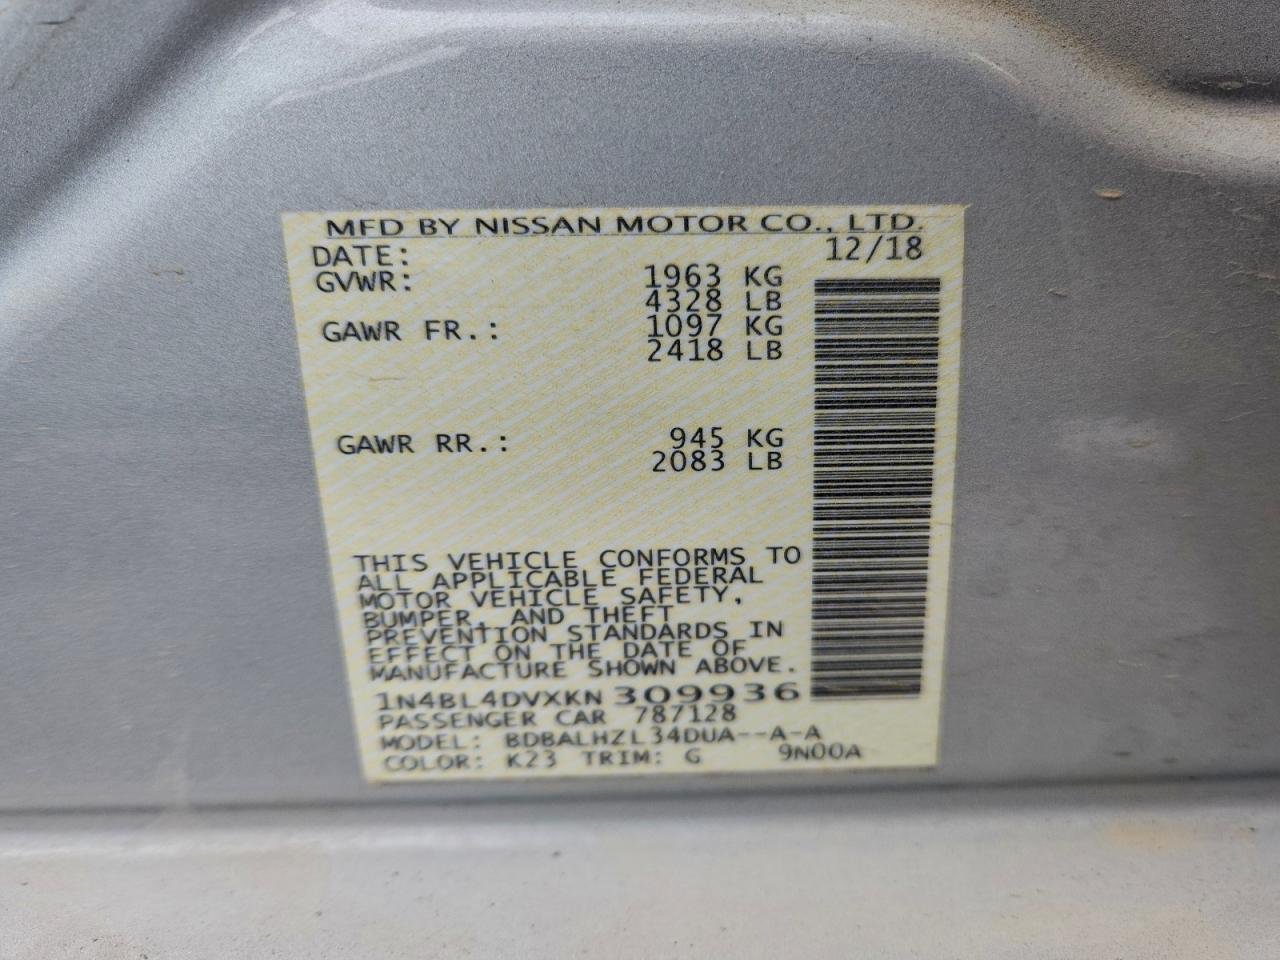 MFD BY NISSAN MOTOR CO., LTD.
DATE: 12/18
GVWR: 1963 KG
4328 LB
GAWR FR.: 1097 KG
2418 LB
GAWR RR.: 945 KG
2083 LB
THIS VEHICLE CONFORMS TO
ALL APPLICABLE FEDERAL
MOTOR VEHICLE SAFETY,
BUMPER, AND THEFT
PREVENTION STANDARDS IN
EFFECT ON THE DATE OF
MANUFACTURE SHOWN ABOVE.
1N4BL4DVXKN309936
PASSENGER CAR 787128
MODEL: BDBALHZL34DUA--A-A
COLOR: K23 TRIM: G 9N00A